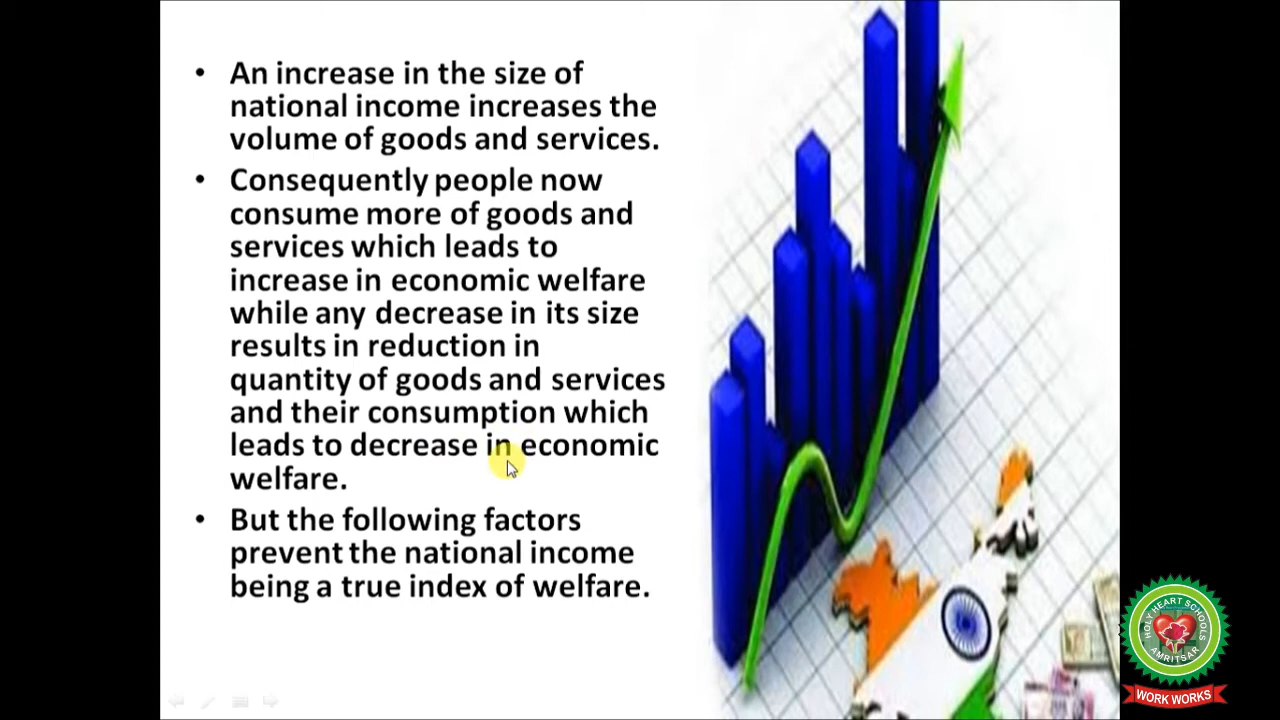 • An increase in the size of
national income increases the
volume of goods and services.
• Consequently people now
consume more of goods and
services which leads to
increase in economic welfare
while any decrease in its size
results in reduction in
quantity of goods and services
and their consumption which
leads to decrease in economic
welfare.
• But the following factors
prevent the national income
being a true index of welfare.
HOLY HEART SCHOOLS
AMRITSAR
WORK WORKS